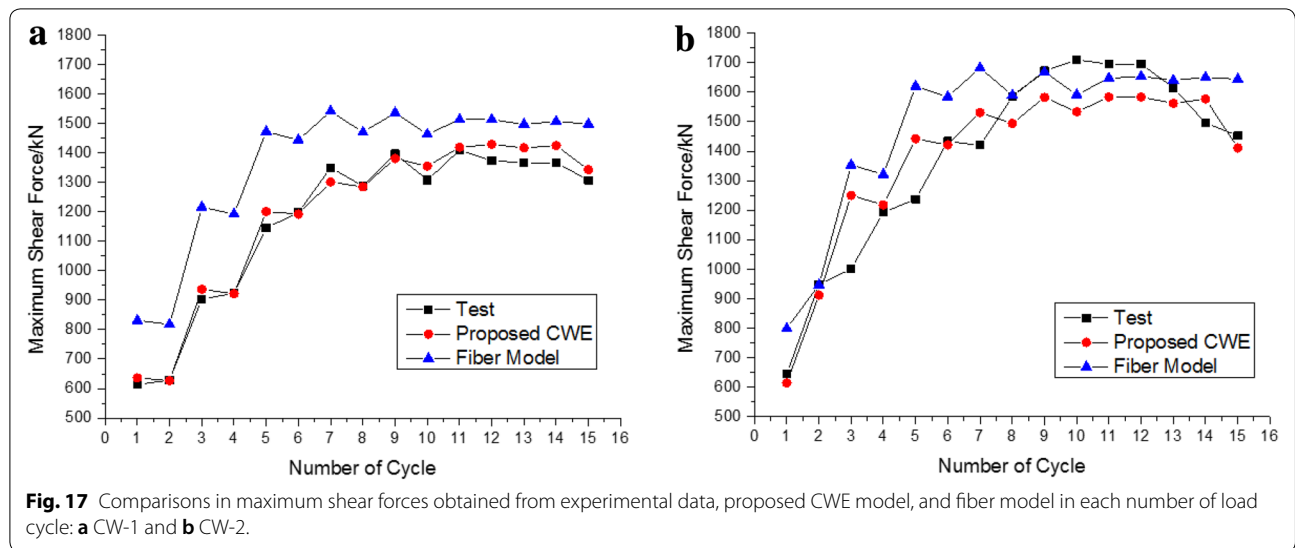 a
Maximum Shear Force/kN
1800
1700
1600
1500
1400
1300
1200
1100
1000
900
800
700
600
500
0 1 2 3 4 5 6 7 8 9 10 11 12 13 14 15 16
Number of Cycle
Test
Proposed CWE
Fiber Model
b
Maximum Shear Force/kN
1800
1700
1600
1500
1400
1300
1200
1100
1000
900
800
700
600
500
0 1 2 3 4 5 6 7 8 9 10 11 12 13 14 15 16
Number of Cycle
Test
Proposed CWE
Fiber Model
Fig. 17 Comparisons in maximum shear forces obtained from experimental data, proposed CWE model, and fiber model in each number of load
cycle: a CW-1 and b CW-2.